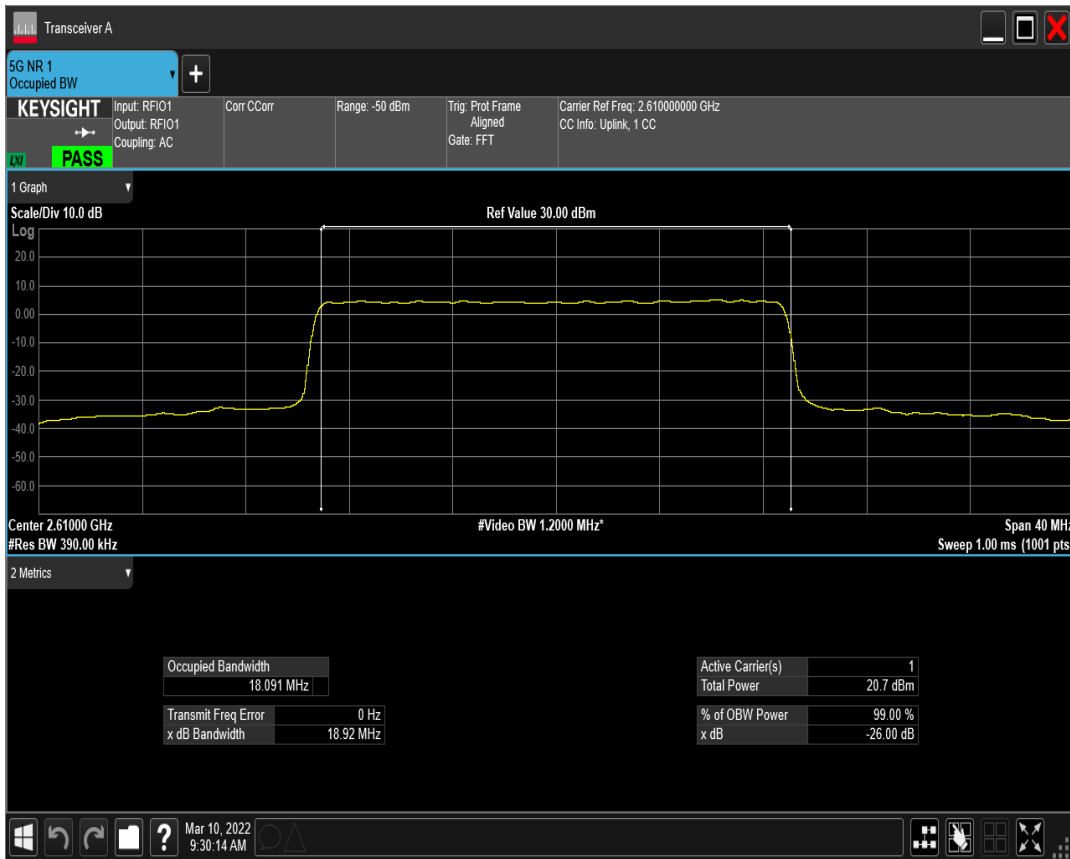 Transceiver A
5G NR 1
Occupied BW
KEYSIGHT
Input: RFIO1
Output: RFIO1
Coupling: AC
Corr CCorr
Range: -50 dBm
Trig: Prot Frame
Aligned
Gate: FFT
Carrier Ref Freq: 2.610000000 GHz
CC Info: Uplink, 1 CC
LXI
PASS
1 Graph
Scale/Div 10.0 dB
Ref Value 30.00 dBm
Log
20.0
10.0
0.00
-10.0
-20.0
-30.0
-40.0
-50.0
-60.0
Center 2.61000 GHz
#Video BW 1.2000 MHz*
Span 40 MHz
#Res BW 390.00 kHz
Sweep 1.00 ms (1001 pts
2 Metrics
Occupied Bandwidth
18.091 MHz
Transmit Freq Error 0 Hz
x dB Bandwidth 18.92 MHz
Active Carrier(s) 1
Total Power 20.7 dBm
% of OBW Power 99.00 %
x dB -26.00 dB
?
Mar 10, 2022
9:30:14 AM